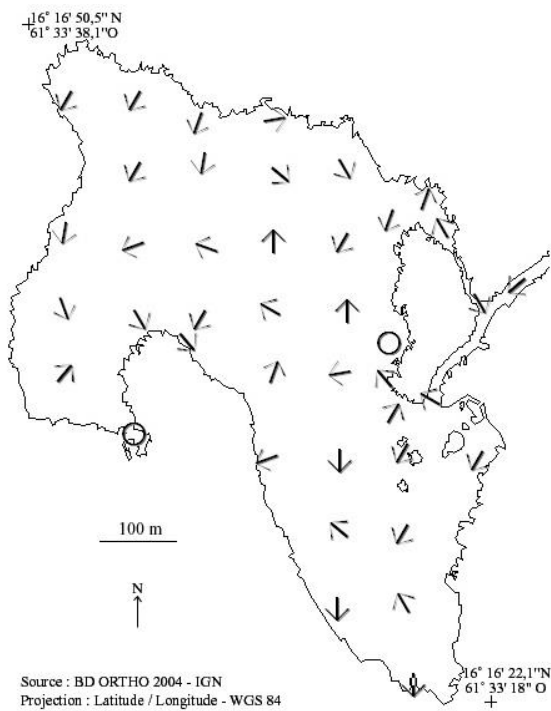 16° 16' 50,5" N
61° 33' 38,1"O
100 m
N
16° 16' 22,1"N
61° 33' 18" O
Source : BD ORTHO 2004 - IGN
Projection : Latitude / Longitude - WGS 84